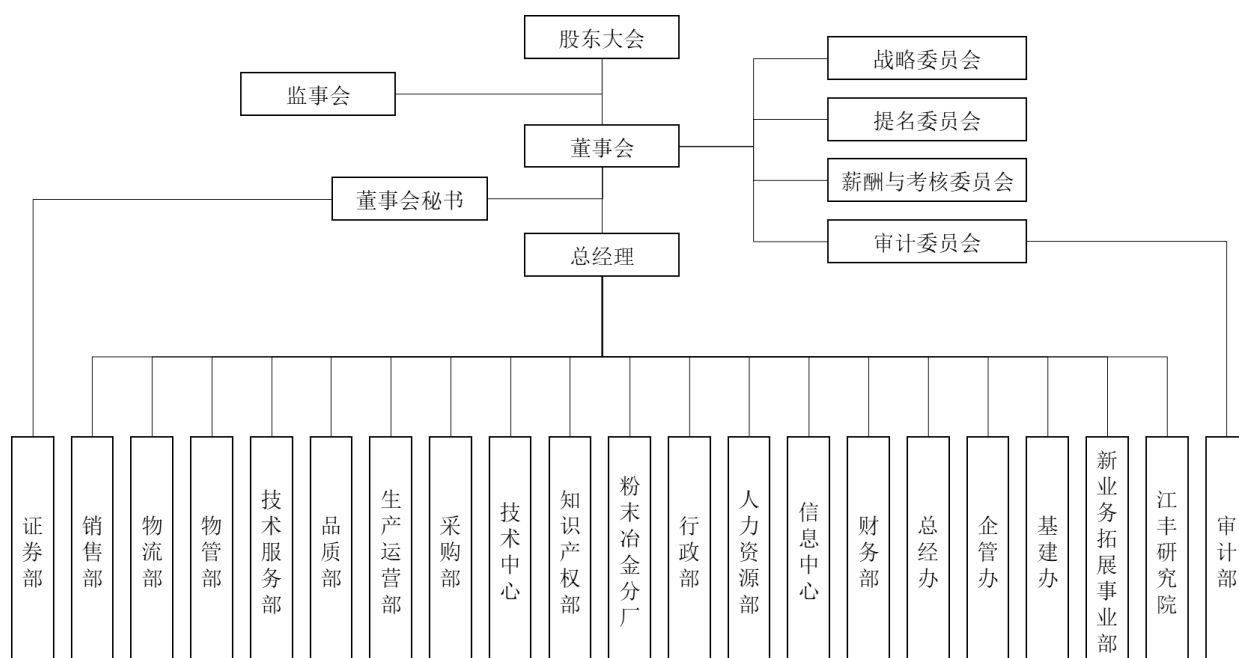 股东大会
战略委员会
监事会
提名委员会
董事会
薪酬与考核委员会
董事会秘书
审计委员会
总经理
证券部
销售部
物流部
物管部
技术服务部
品质部
生产运营部
采购部
技术中心
知识产权部
粉末冶金分厂
行政部
人力资源部
信息中心
财务部
总经办
企管办
基建办
新业务拓展事业部
江丰研究院
审计部